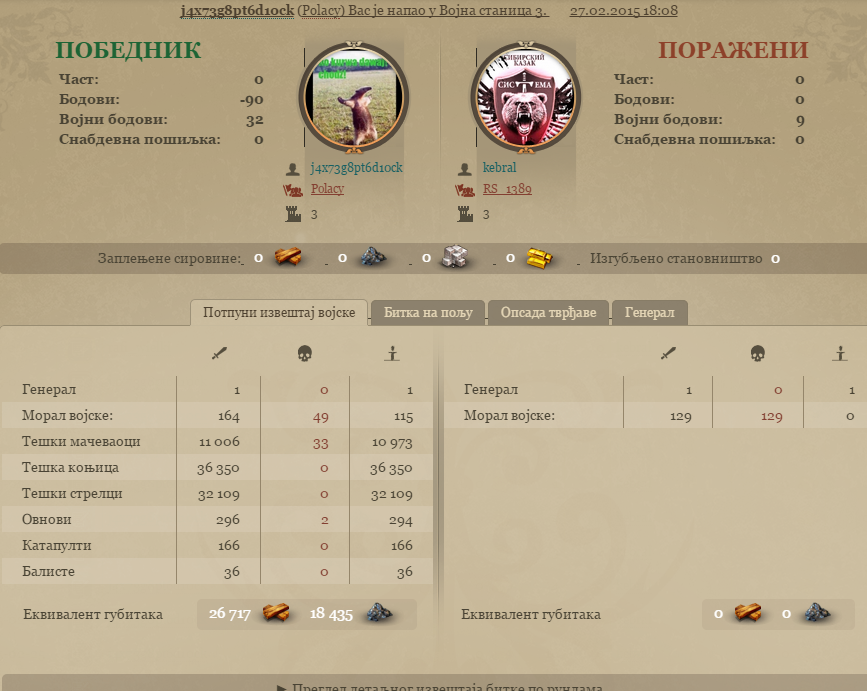 j4x73g8pt6d1ock (Polacy) Вас је напао у Војна станица 3. 27.02.2015 18:08
ПОБЕДНИК
ПОРАЖЕНИ
Част: 0
Бодови: -90
Војни бодови: 32
Снабдевна пошиљка: 0
СИБИРСКИЙ
КАЗАК
СИСТЕМА
Част: 0
Бодови: 0
Војни бодови: 9
Снабдевна пошиљка: 0
j4x73g8pt6d1ock
Polacy
3
kebral
RS_1389
3
Заплењене сировине: 0 0 0 0 Изгубљено становништво 0
Потпуни извештај војске Битка на пољу Опсада тврђаве Генерал
Генерал 1 0 1
Морал војске: 164 49 115
Тешки мачеваоци 11 006 33 10 973
Тешка коњица 36 350 0 36 350
Тешки стрелци 32 109 0 32 109
Овнови 296 2 294
Катапулти 166 0 166
Балисте 36 0 36
Еквивалент губитака 26 717 18 435
Генерал 1 0 1
Морал војске: 129 129 0
Еквивалент губитака 0 0
► Преглед детаљног извештаја битке по рундама